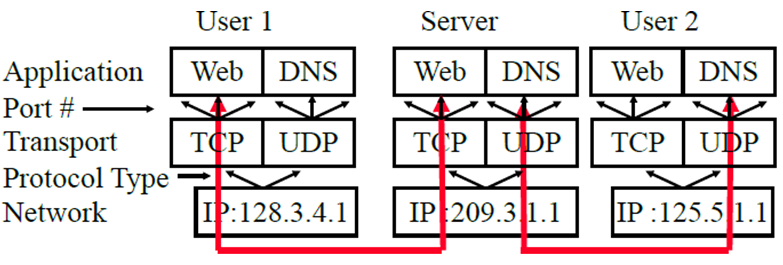 User 1 Server User 2
Application Web DNS Web DNS Web DNS
Port #
Transport TCP UDP TCP UDP TCP UDP
Protocol Type
Network IP:128.3.4.1 IP :209.3.1.1 IP :125.5.1.1